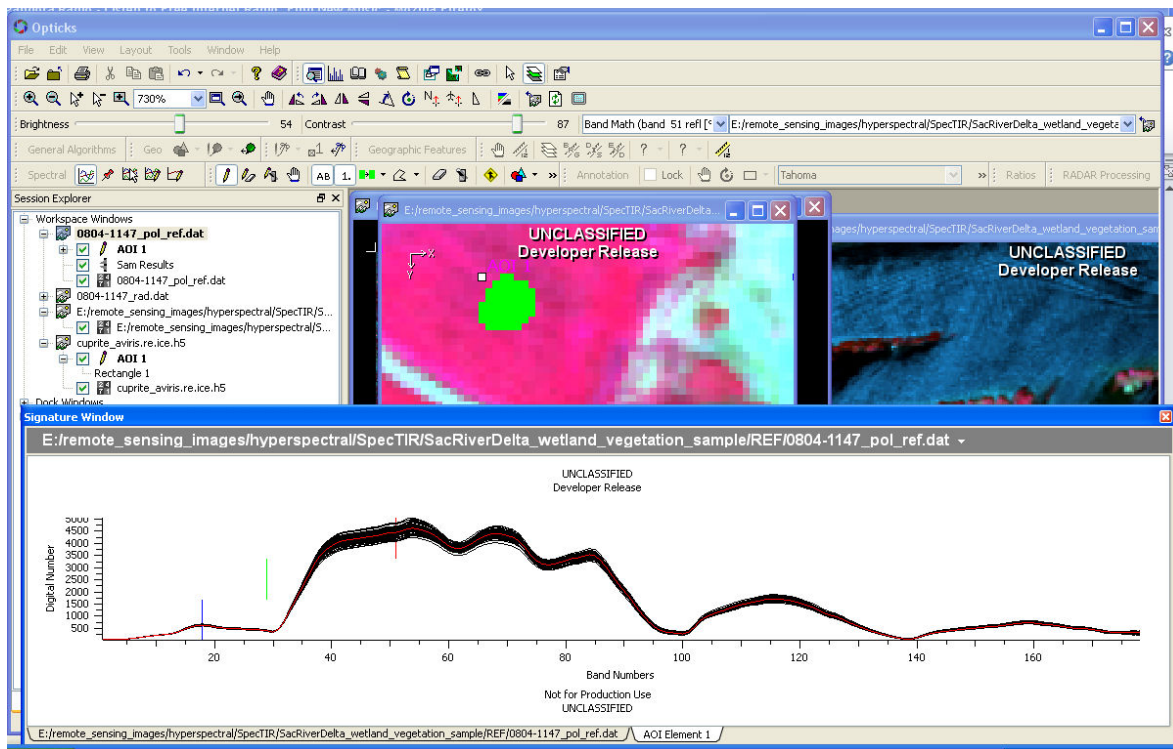 Opticks
File Edit View Layout Tools Window Help
730%
Brightness 54 Contrast 87 Band Math (band 51 refl [° E:/remote_sensing_images/hyperspectral/SpecTIR/SacRiverDelta_wetland_vegeta
General Algorithms Geo Geographic Features
Spectral AB 1. Annotation Lock Tahoma Ratios RADAR Processing
Session Explorer
Workspace Windows
0804-1147_pol_ref.dat
AOI 1
Sam Results
0804-1147_pol_ref.dat
0804-1147_rad.dat
E:/remote_sensing_images/hyperspectral/S...
E:/remote_sensing_images/hyperspectral/S...
cuprite_aviris.re.ice.h5
AOI 1
Rectangle 1
cuprite_aviris.re.ice.h5
Dock Windows
E:/remote_sensing_images/hyperspectral/SpecTIR/SacRiverDelta...
UNCLASSIFIED
Developer Release
X
Y
images/hyperspectral/SpecTIR/SacRiverDelta_wetland_vegetation_sam
UNCLASSIFIED
Developer Release
Signature Window
E:/remote_sensing_images/hyperspectral/SpecTIR/SacRiverDelta_wetland_vegetation_sample/REF/0804-1147_pol_ref.dat
UNCLASSIFIED
Developer Release
Digital Number
5000
4500
4000
3500
3000
2500
2000
1500
1000
500
20 40 60 80 100 120 140 160
Band Numbers
Not for Production Use
UNCLASSIFIED
E:/remote_sensing_images/hyperspectral/SpecTIR/SacRiverDelta_wetland_vegetation_sample/REF/0804-1147_pol_ref.dat AOI Element 1